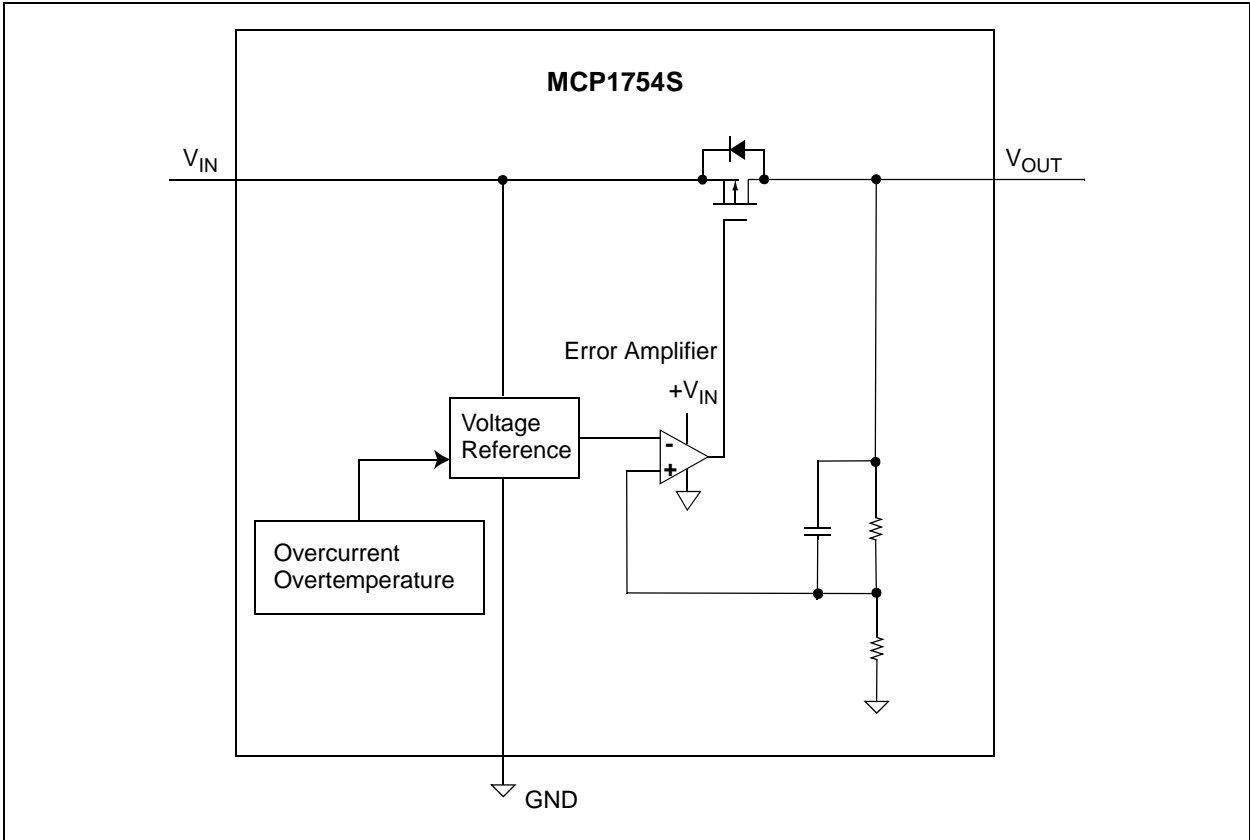 MCP1754S
V_IN
V_OUT
Error Amplifier
+V_IN
Voltage
Reference
-
+
Overcurrent
Overtemperature
GND